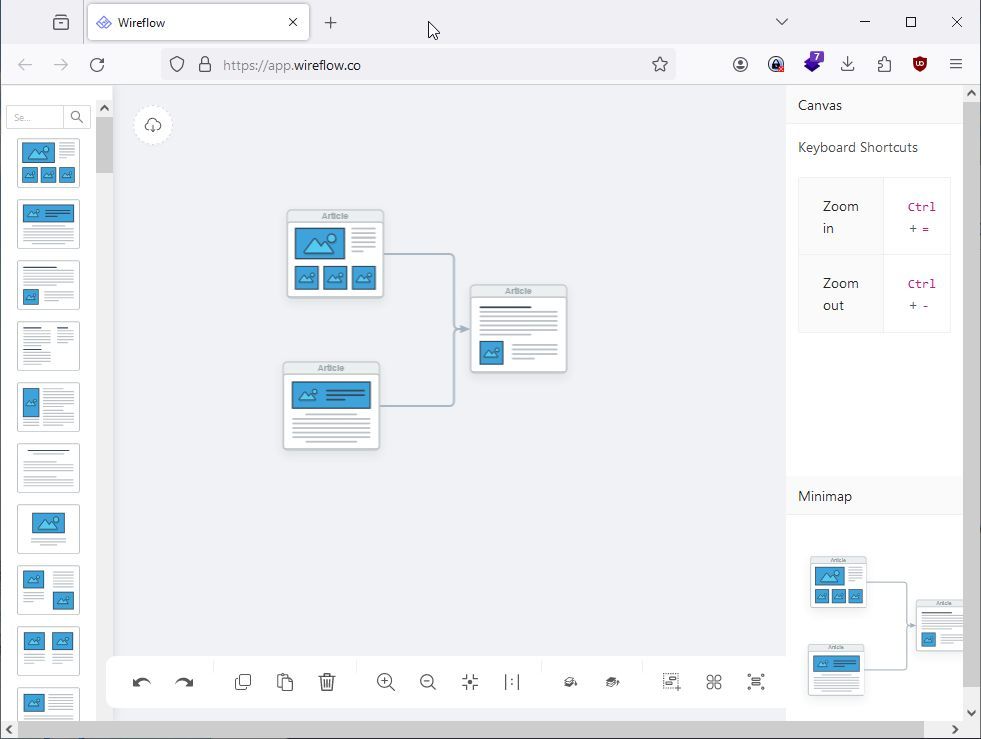 Wireflow
7
https://app.wireflow.co
Se...
Canvas
Keyboard Shortcuts
Zoom in
Ctrl + =
Zoom out
Ctrl + -
Article
Article
Article
Minimap
Article
Article
Article